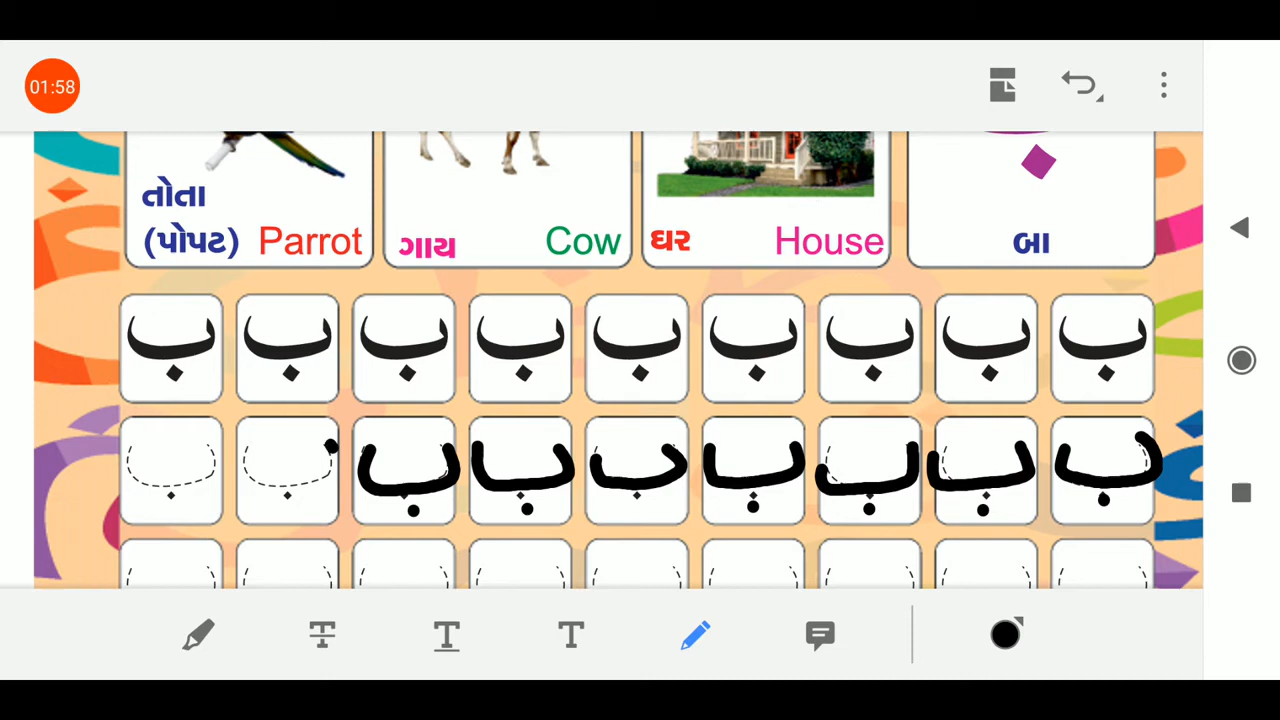 01:58
તોતા
(પોપટ) Parrot
ગાય Cow
ઘર House
બા
ب ب ب ب ب ب ب ب ب
ب ب ب ب ب ب ب ب ب
T T T